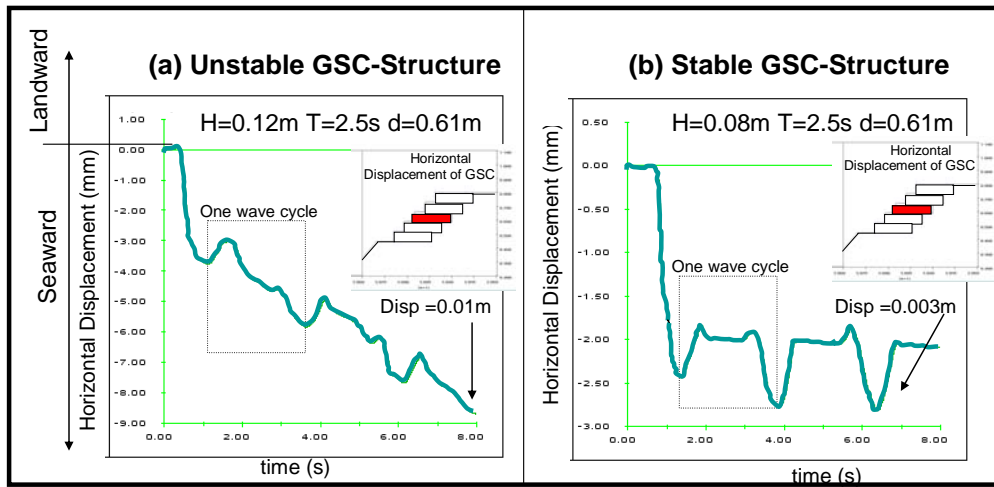 Landward
Seaward
(a) Unstable GSC-Structure
H=0.12m T=2.5s d=0.61m
Horizontal
Displacement of GSC
One wave cycle
Disp =0.01m
Horizontal Displacement (mm)
1.00
0.00
-1.00
-2.00
-3.00
-4.00
-5.00
-6.00
-7.00
-8.00
-9.00
0.00 2.00 4.00 6.00 8.00
time (s)
(b) Stable GSC-Structure
H=0.08m T=2.5s d=0.61m
Horizontal
Displacement of GSC
One wave cycle
Disp =0.003m
Horizontal Displacement (mm)
0.50
0.00
-0.50
-1.00
-1.50
-2.00
-2.50
-3.00
0.00 2.00 4.00 6.00 8.00
time (s)